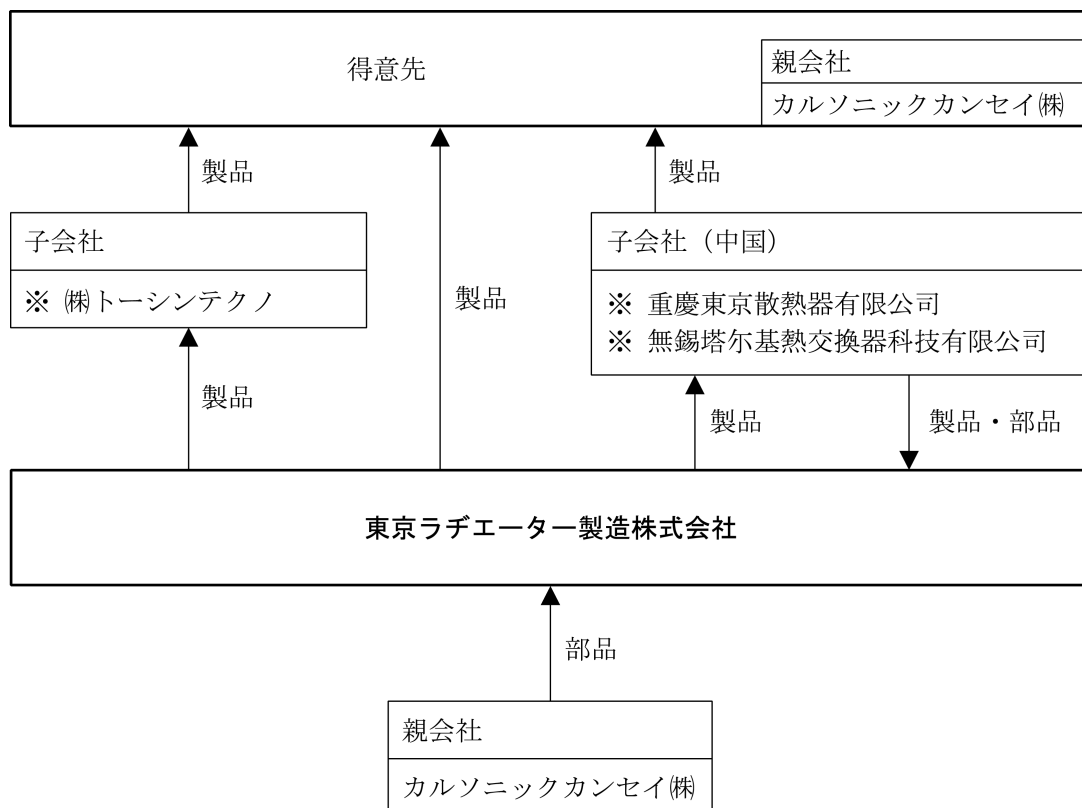 得意先
親会社
カルソニックカンセイ㈱
製品
製品
子会社
※ ㈱トーシンテクノ
製品
子会社（中国）
※ 重慶東京散熱器有限公司
※ 無錫塔尓基熱交換器科技有限公司
製品
製品
製品・部品
東京ラヂエーター製造株式会社
部品
親会社
カルソニックカンセイ㈱